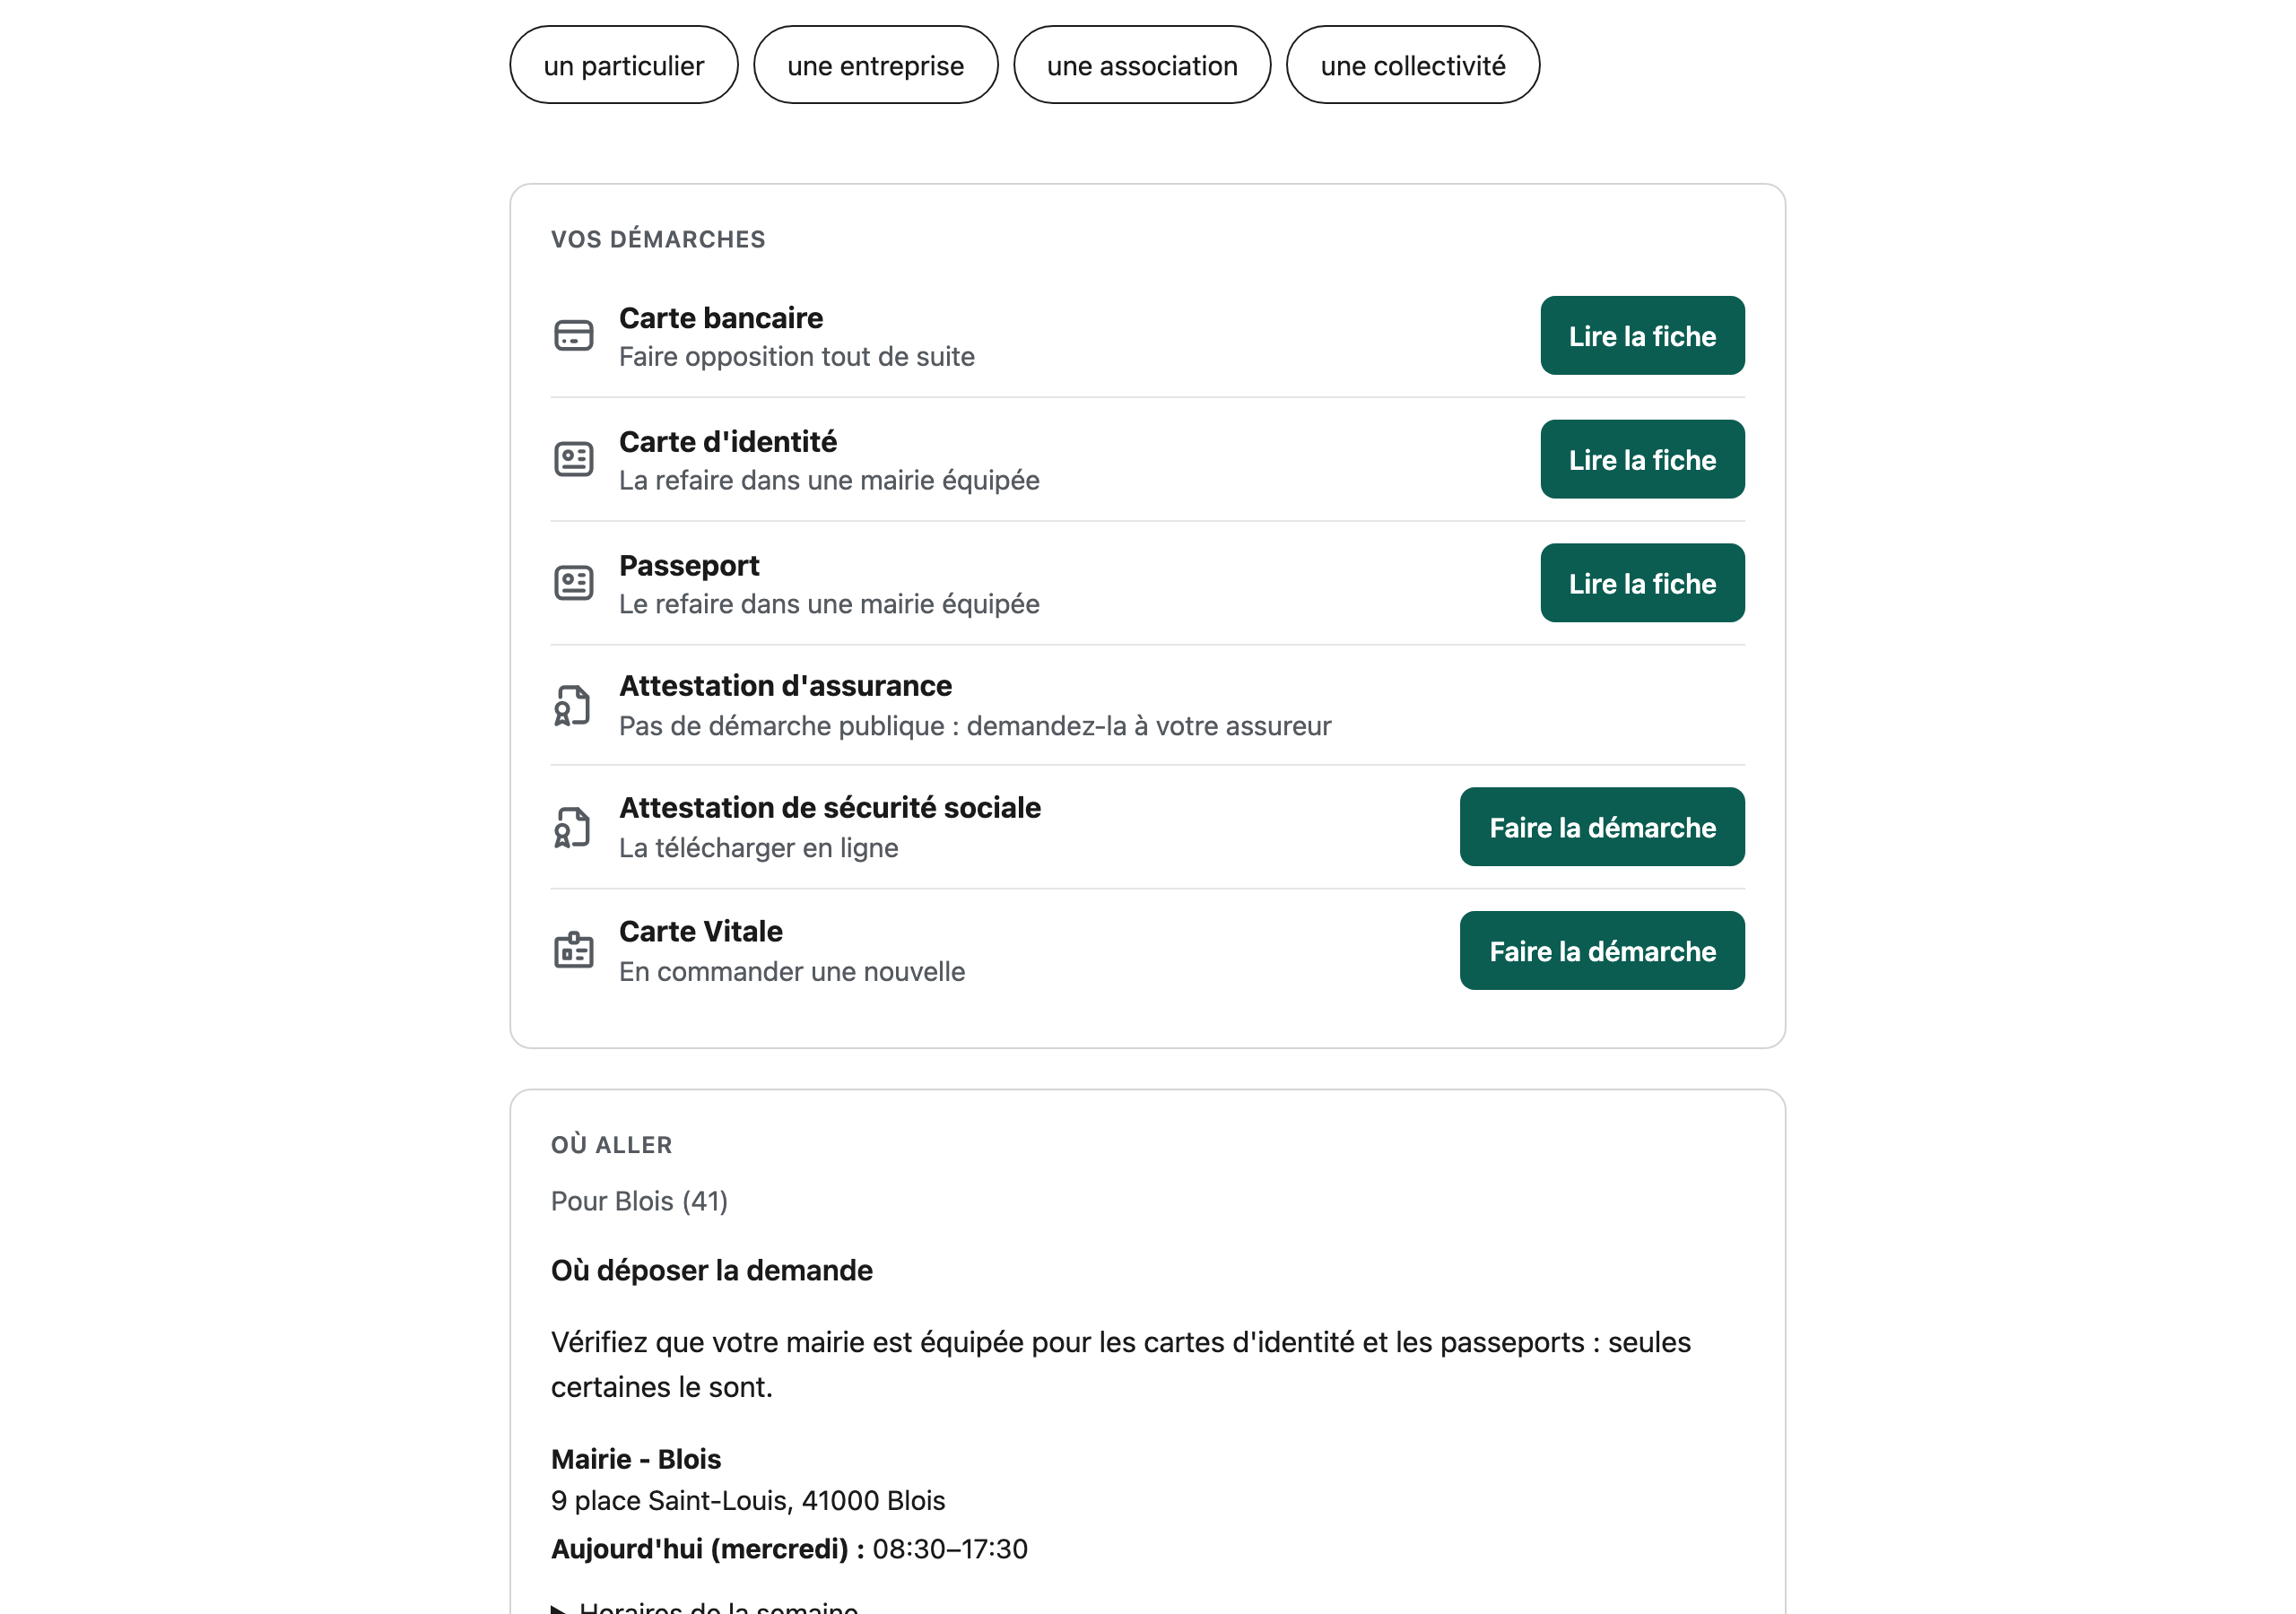 un particulier
une entreprise
une association
une collectivité
VOS DÉMARCHES
Carte bancaire
Faire opposition tout de suite
Lire la fiche
Carte d'identité
La refaire dans une mairie équipée
Lire la fiche
Passeport
Le refaire dans une mairie équipée
Lire la fiche
Attestation d'assurance
Pas de démarche publique : demandez-la à votre assureur
Attestation de sécurité sociale
La télécharger en ligne
Faire la démarche
Carte Vitale
En commander une nouvelle
Faire la démarche
OÙ ALLER
Pour Blois (41)
Où déposer la demande
Vérifiez que votre mairie est équipée pour les cartes d'identité et les passeports : seules
certaines le sont.
Mairie - Blois
9 place Saint-Louis, 41000 Blois
Aujourd'hui (mercredi) : 08:30–17:30
Horaires de la semaine